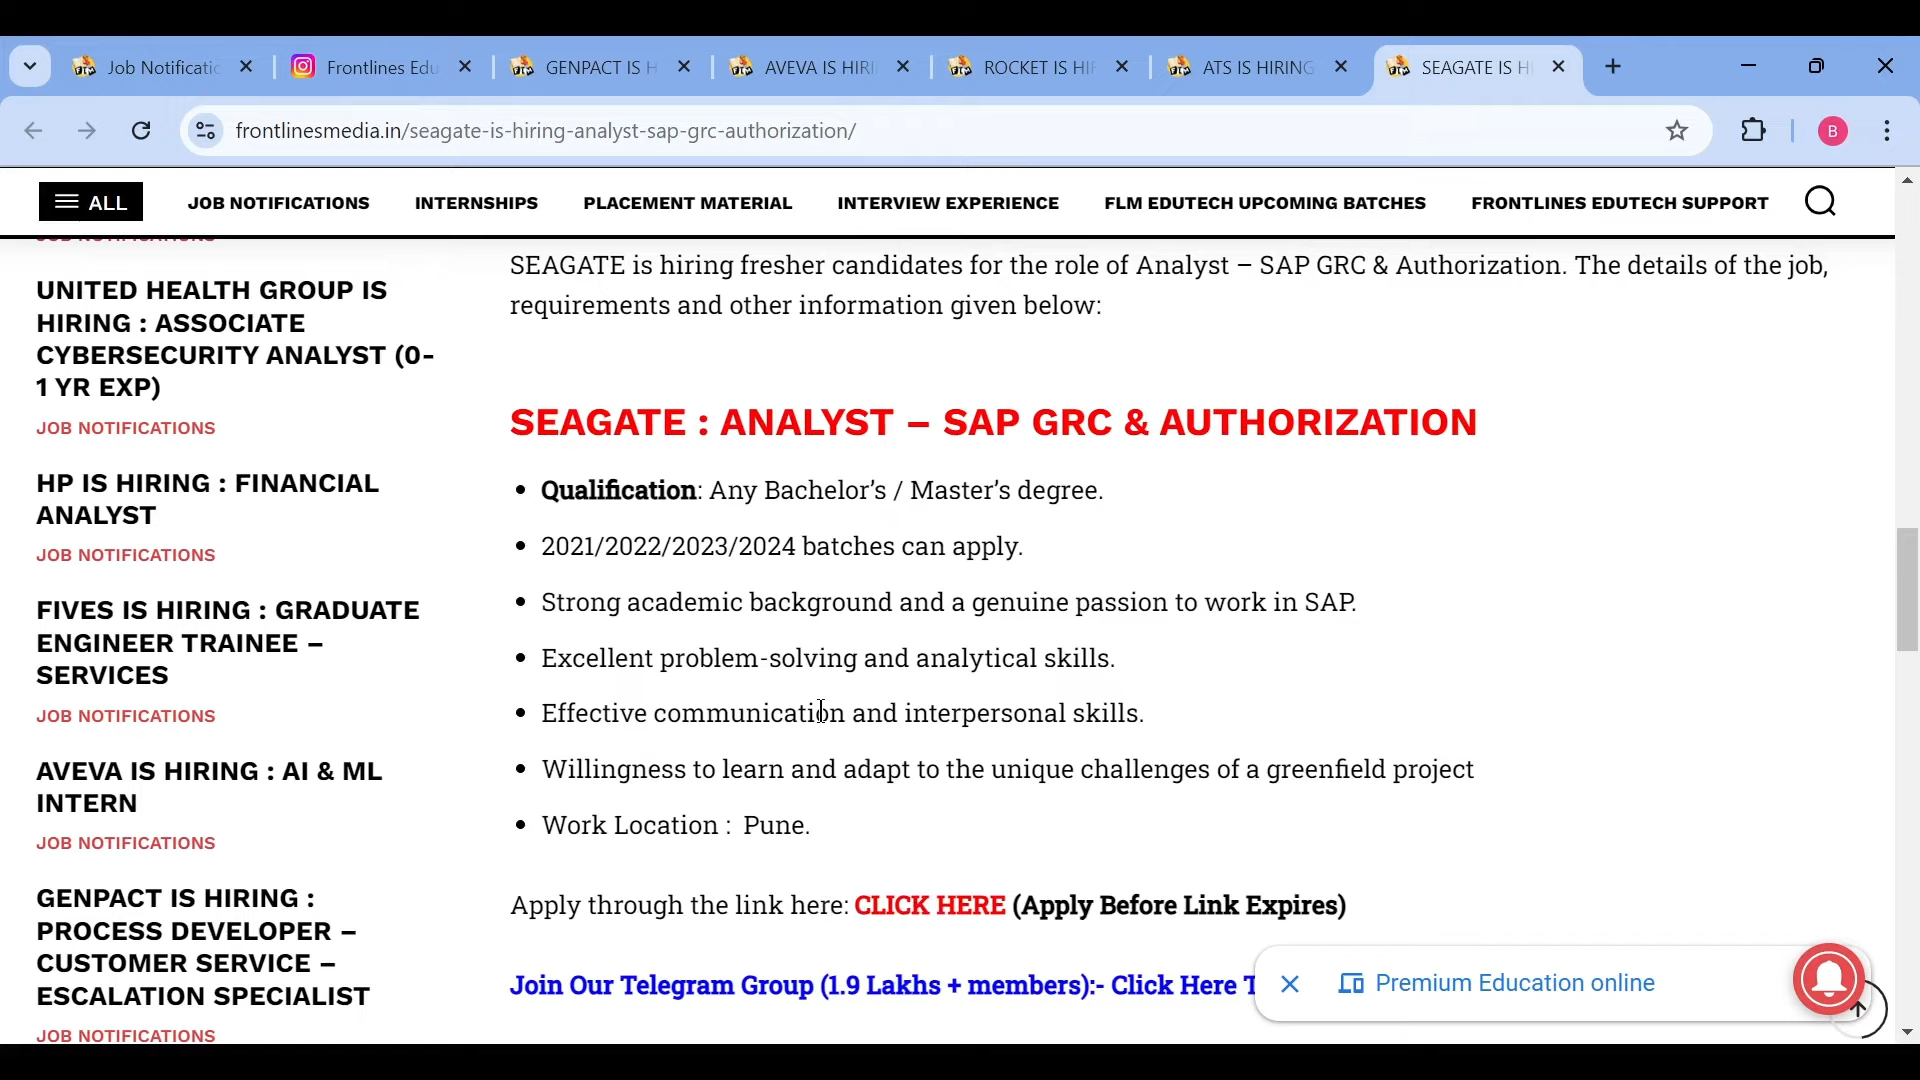 Job Notificatio
Frontlines Edu
GENPACT IS H
AVEVA IS HIRI
ROCKET IS HIR
ATS IS HIRING
SEAGATE IS H
frontlinesmedia.in/seagate-is-hiring-analyst-sap-grc-authorization/
B
ALL
JOB NOTIFICATIONS
INTERNSHIPS
PLACEMENT MATERIAL
INTERVIEW EXPERIENCE
FLM EDUTECH UPCOMING BATCHES
FRONTLINES EDUTECH SUPPORT
JOB NOTIFICATIONS
UNITED HEALTH GROUP IS
HIRING : ASSOCIATE
CYBERSECURITY ANALYST (0-
1 YR EXP)
JOB NOTIFICATIONS
HP IS HIRING : FINANCIAL
ANALYST
JOB NOTIFICATIONS
FIVES IS HIRING : GRADUATE
ENGINEER TRAINEE –
SERVICES
JOB NOTIFICATIONS
AVEVA IS HIRING : AI & ML
INTERN
JOB NOTIFICATIONS
GENPACT IS HIRING :
PROCESS DEVELOPER –
CUSTOMER SERVICE –
ESCALATION SPECIALIST
JOB NOTIFICATIONS
SEAGATE is hiring fresher candidates for the role of Analyst – SAP GRC & Authorization. The details of the job,
requirements and other information given below:
SEAGATE : ANALYST – SAP GRC & AUTHORIZATION
• Qualification: Any Bachelor’s / Master’s degree.
• 2021/2022/2023/2024 batches can apply.
• Strong academic background and a genuine passion to work in SAP.
• Excellent problem-solving and analytical skills.
• Effective communication and interpersonal skills.
• Willingness to learn and adapt to the unique challenges of a greenfield project
• Work Location : Pune.
Apply through the link here: CLICK HERE (Apply Before Link Expires)
Join Our Telegram Group (1.9 Lakhs + members):- Click Here T
Premium Education online